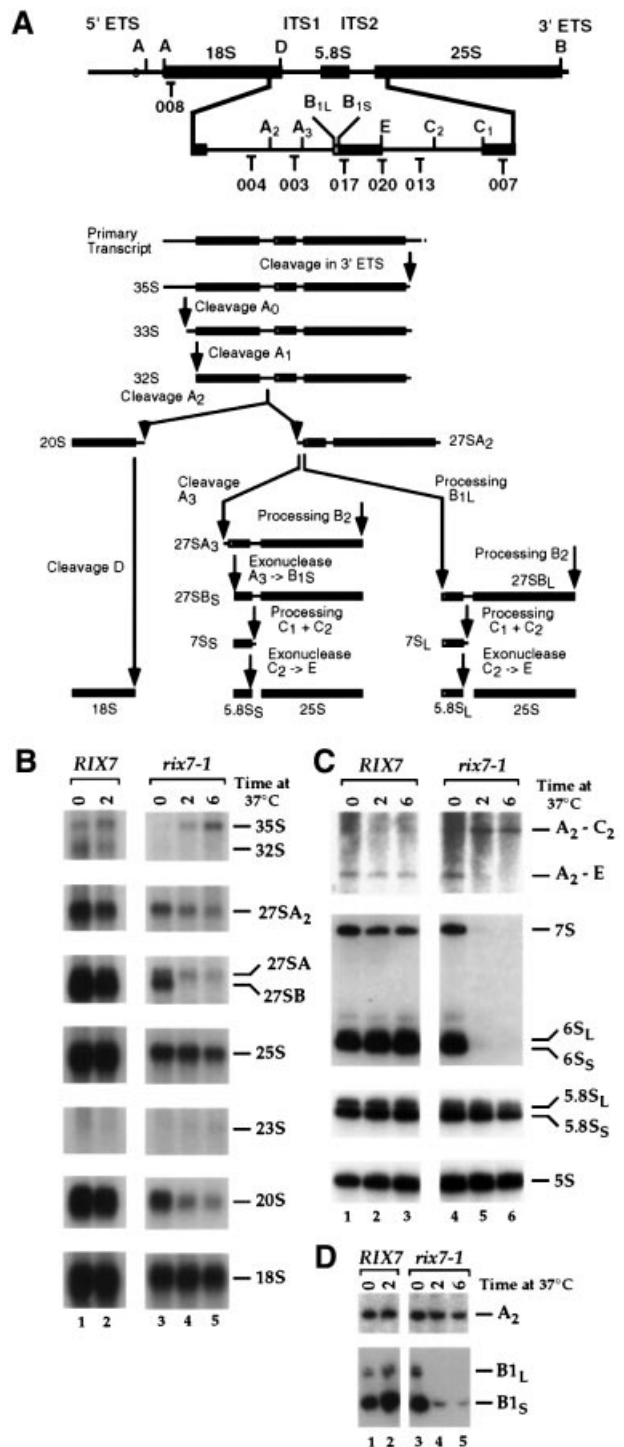 A
5' ETS ITS1 ITS2 3' ETS
A A 18S D 5.8S 25S B
008
B1L B1S
A2 A3 E C2 C1
004 003 017 020 013 007
Primary
Transcript
Cleavage in 3' ETS
35S
Cleavage A0
33S
Cleavage A1
32S
Cleavage A2
20S 27SA2
Cleavage
A3
Processing
B1L
Processing B2
27SA3
Cleavage D
Exonuclease
A3 -> B1S
Processing B2
27SBL
27SBS
Processing
C1 + C2
Processing
C1 + C2
7SS 7SL
Exonuclease
C2 -> E
Exonuclease
C2 -> E
18S 5.8SS 25S 5.8SL 25S
B
RIX7 rix7-1
0 2 0 2 6 Time at
37°C
35S
32S
27SA2
27SA
27SB
25S
23S
20S
18S
1 2 3 4 5
C
RIX7 rix7-1
0 2 6 0 2 6 Time at
37°C
A2 - C2
A2 - E
7S
6SL
6SS
5.8SL
5.8SS
5S
1 2 3 4 5 6
D
RIX7 rix7-1
0 2 0 2 6 Time at 37°C
A2
B1L
B1S
1 2 3 4 5